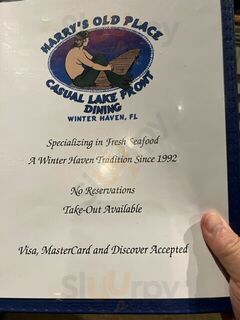 HARRY'S OLD PLACE
CASUAL LAKE FRONT
DINING
WINTER HAVEN, FL
Specializing in Fresh Seafood
A Winter Haven Tradition Since 1992
No Reservations
Take-Out Available
Visa, MasterCard and Discover Accepted
Sluurpy